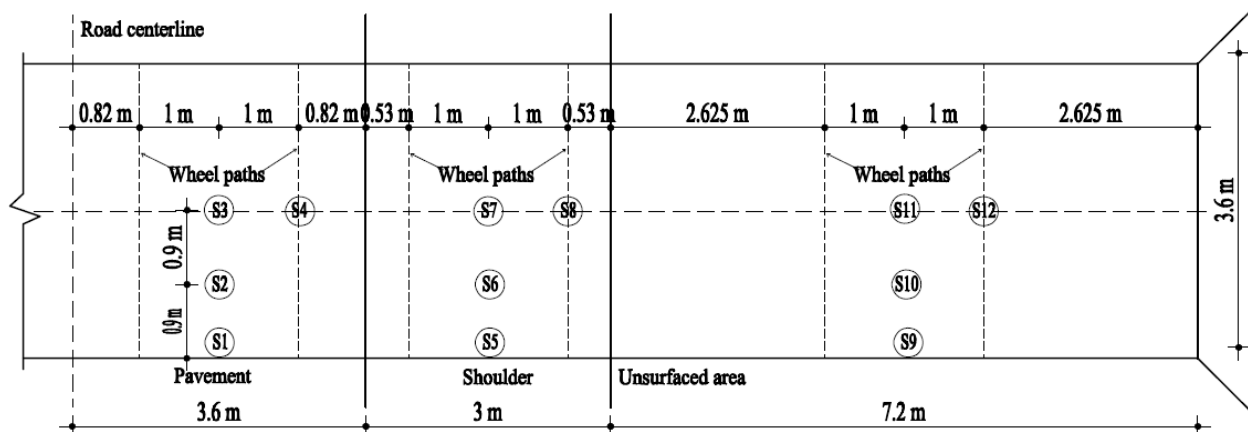 Road centerline
0.82 m 1 m 1 m 0.82 m 0.53 m 1 m 1 m 0.53 m 2.625 m 1 m 1 m 2.625 m
Wheel paths Wheel paths Wheel paths
S3 S4 S7 S8 S11 S12
3.6 m
0.9 m
S2 S6 S10
0.9 m
S1 S5 S9
Pavement Shoulder Unsurfaced area
3.6 m 3 m 7.2 m